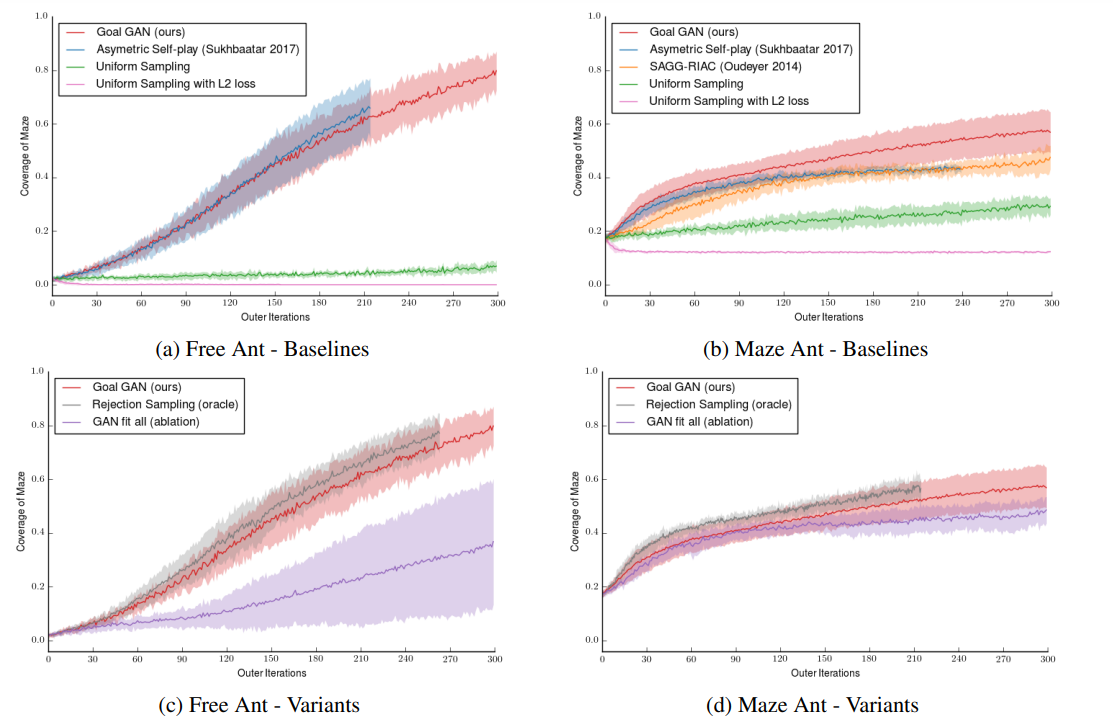 1.0
0.8
0.6
0.4
0.2
0.0
Coverage of Maze
Goal GAN (ours)
Asymetric Self-play (Sukhbaatar 2017)
Uniform Sampling
Uniform Sampling with L2 loss
0 30 60 90 120 150 180 210 240 270 300
Outer Iterations
(a) Free Ant - Baselines
1.0
0.8
0.6
0.4
0.2
0.0
Coverage of Maze
Goal GAN (ours)
Asymetric Self-play (Sukhbaatar 2017)
SAGG-RIAC (Oudeyer 2014)
Uniform Sampling
Uniform Sampling with L2 loss
0 30 60 90 120 150 180 210 240 270 300
Outer Iterations
(b) Maze Ant - Baselines
1.0
0.8
0.6
0.4
0.2
0.0
Coverage of Maze
Goal GAN (ours)
Rejection Sampling (oracle)
GAN fit all (ablation)
0 30 60 90 120 150 180 210 240 270 300
Outer Iterations
(c) Free Ant - Variants
1.0
0.8
0.6
0.4
0.2
0.0
Coverage of Maze
Goal GAN (ours)
Rejection Sampling (oracle)
GAN fit all (ablation)
0 30 60 90 120 150 180 210 240 270 300
Outer Iterations
(d) Maze Ant - Variants